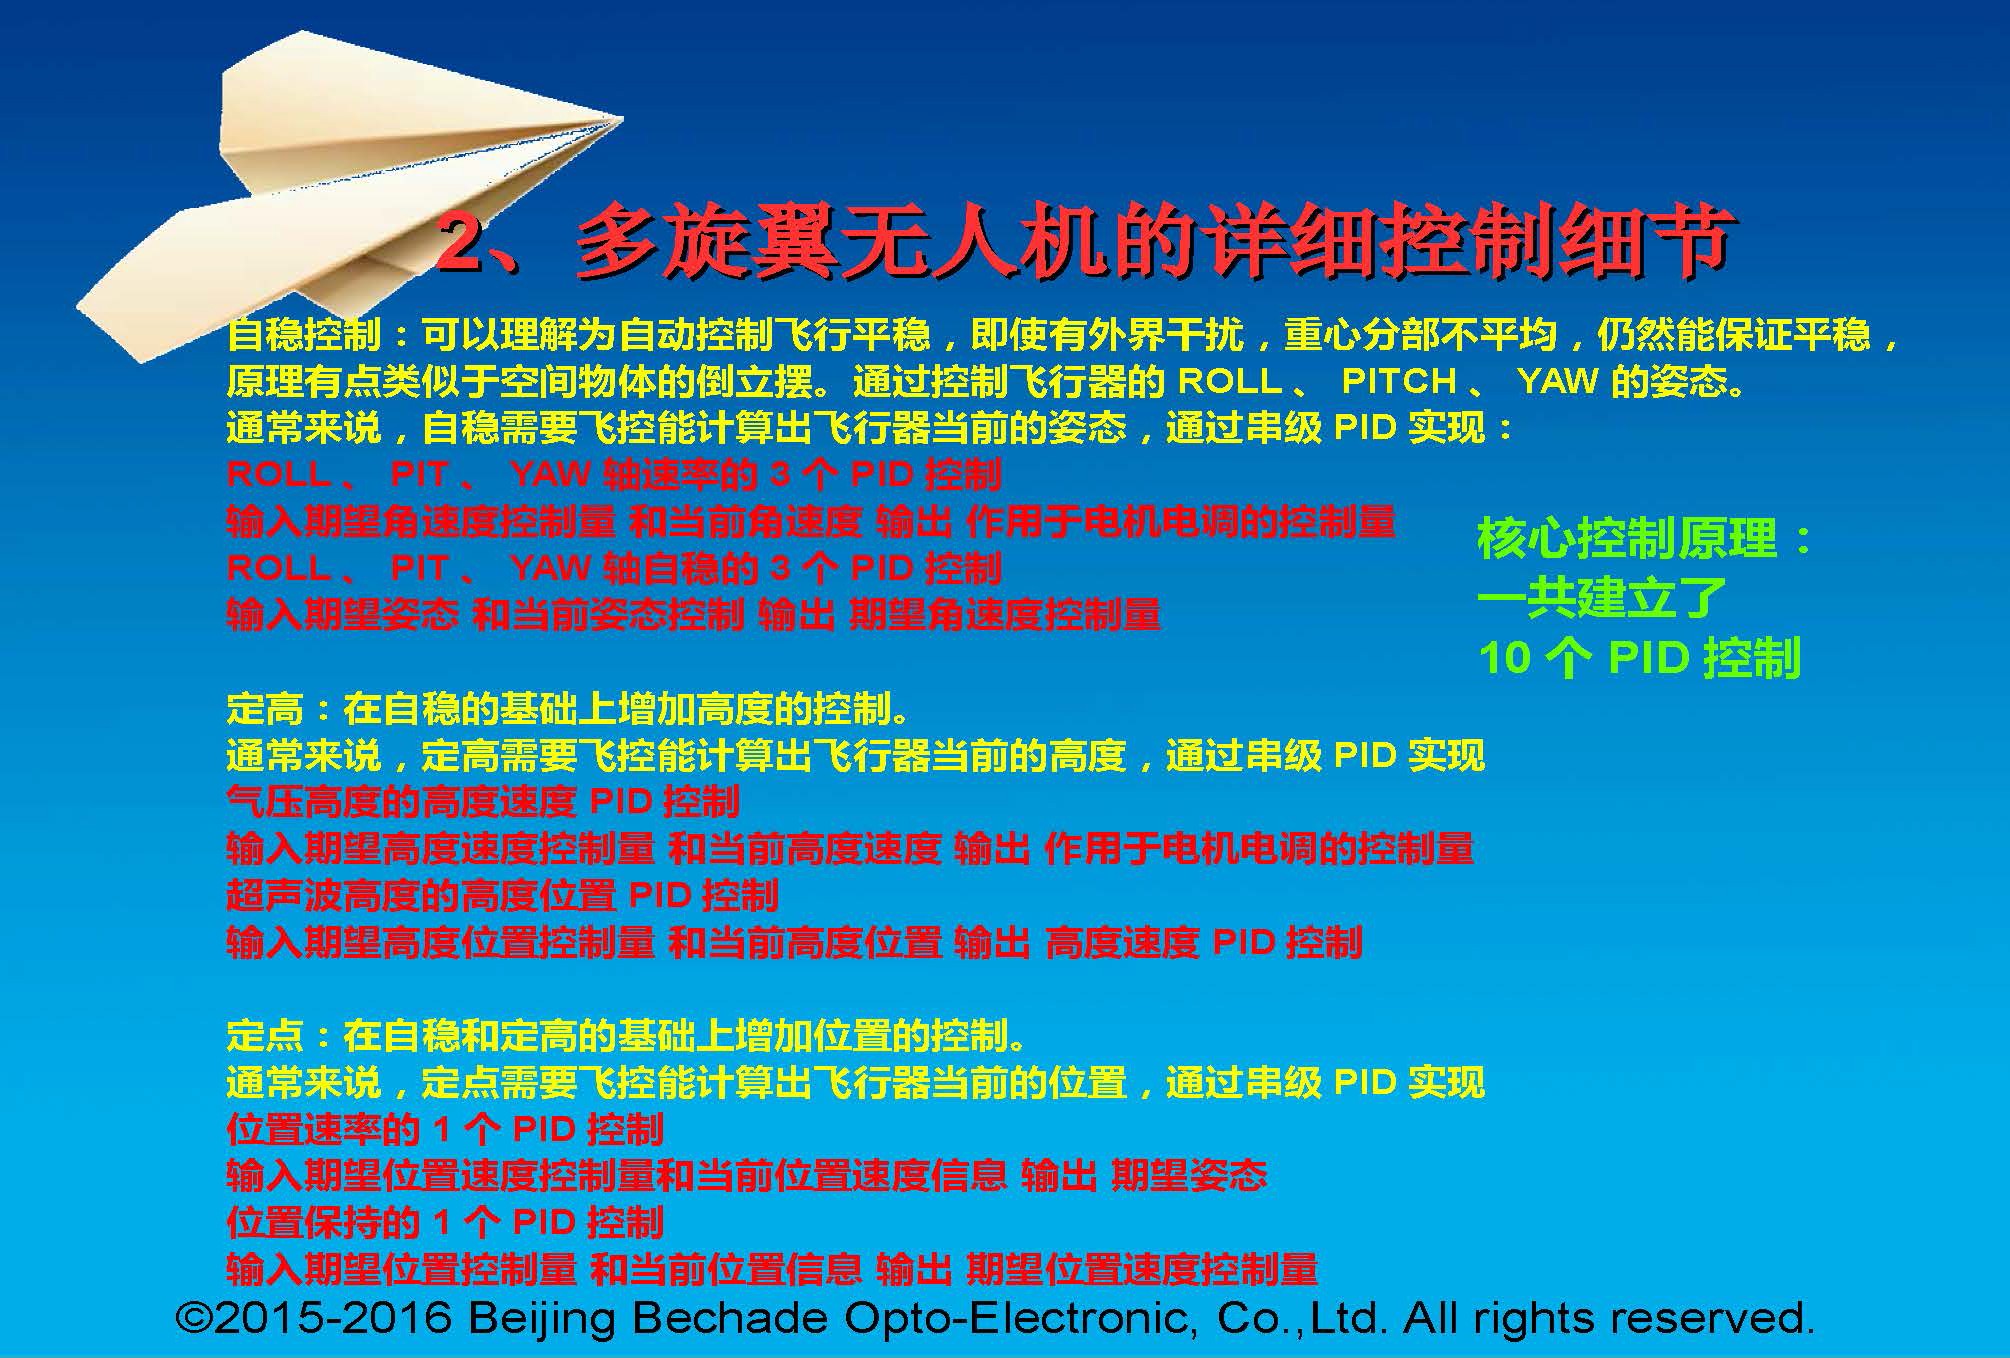 2、多旋翼无人机的详细控制细节
自稳控制：可以理解为自动控制飞行平稳，即使有外界干扰，重心分部不平均，仍然能保证平稳，
原理有点类似于空间物体的倒立摆。通过控制飞行器的 ROLL 、 PITCH 、 YAW 的姿态。
通常来说，自稳需要飞控能计算出飞行器当前的姿态，通过串级 PID 实现：
ROLL 、 PIT 、 YAW 轴速率的 3 个 PID 控制
输入期望角速度控制量 和当前角速度 输出 作用于电机电调的控制量
ROLL 、 PIT 、 YAW 轴自稳的 3 个 PID 控制
输入期望姿态 和当前姿态控制 输出 期望角速度控制量
核心控制原理：
一共建立了
10 个 PID 控制
定高：在自稳的基础上增加高度的控制。
通常来说，定高需要飞控能计算出飞行器当前的高度，通过串级 PID 实现
气压高度的高度速度 PID 控制
输入期望高度速度控制量 和当前高度速度 输出 作用于电机电调的控制量
超声波高度的高度位置 PID 控制
输入期望高度位置控制量 和当前高度位置 输出 高度速度 PID 控制
定点：在自稳和定高的基础上增加位置的控制。
通常来说，定点需要飞控能计算出飞行器当前的位置，通过串级 PID 实现
位置速率的 1 个 PID 控制
输入期望位置速度控制量和当前位置速度信息 输出 期望姿态
位置保持的 1 个 PID 控制
输入期望位置控制量 和当前位置信息 输出 期望位置速度控制量
©2015-2016 Beijing Bechade Opto-Electronic, Co.,Ltd. All rights reserved.